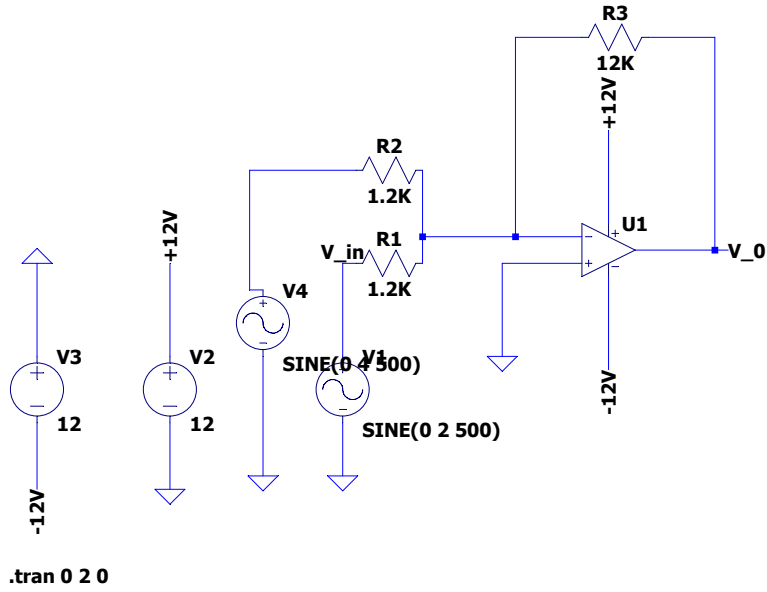 R3
12K
+12V
R2
1.2K
U1
+
−
+
−
V_0
+12V
V_in
R1
1.2K
V4
+
−
SINE(0 4 500)
V3
+
−
12
V2
+
−
12
V1
+
−
SINE(0 2 500)
-12V
-12V
.tran 0 2 0